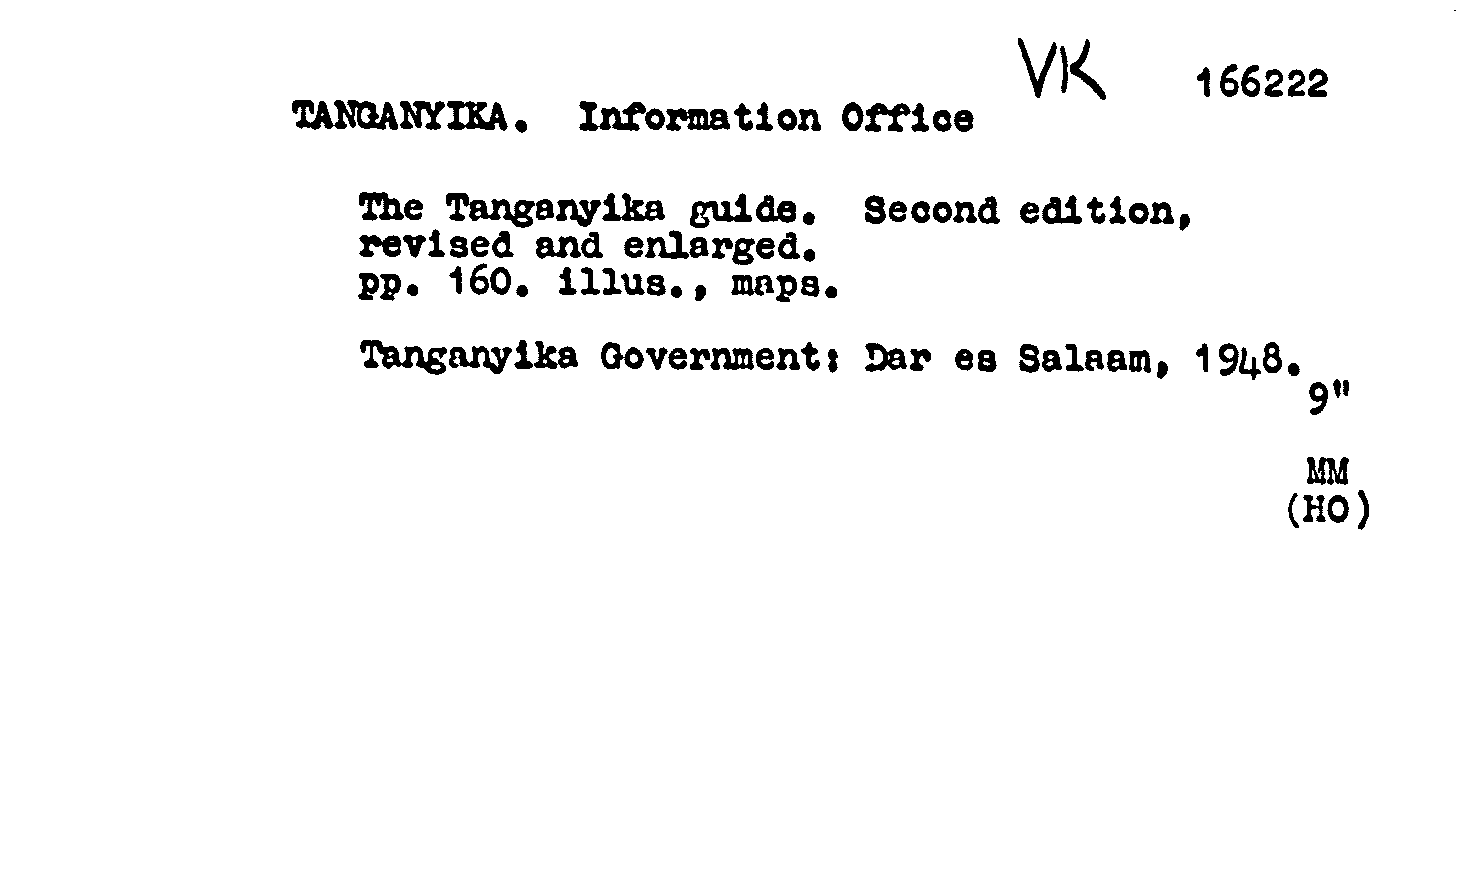 VK 166222
TANGANYIKA. Information Office
The Tanganyika guide. Second edition,
revised and enlarged.
pp. 160. illus., maps.
Tanganyika Government: Dar es Salaam, 1948.
9"
MM
(HO)